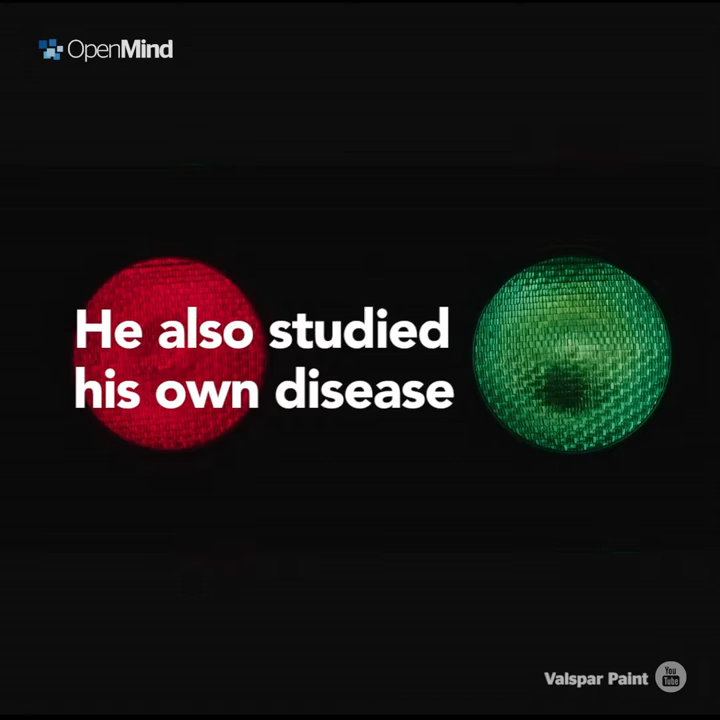 OpenMind
He also studied
his own disease
Valspar Paint
You
Tube